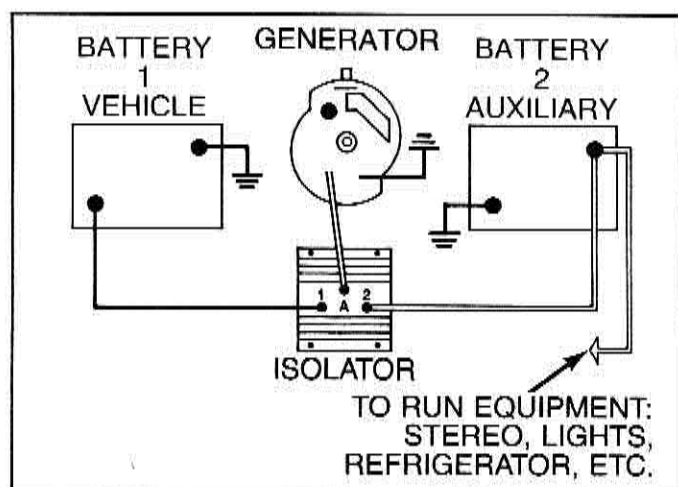 BATTERY
1
VEHICLE
GENERATOR
BATTERY
2
AUXILIARY
1
A
2
ISOLATOR
TO RUN EQUIPMENT:
STEREO, LIGHTS,
REFRIGERATOR, ETC.